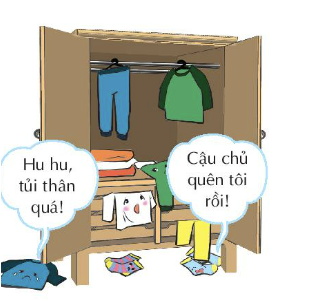 Hu hu,
tủi thân
quá!
Cậu chủ
quên tôi
rồi!